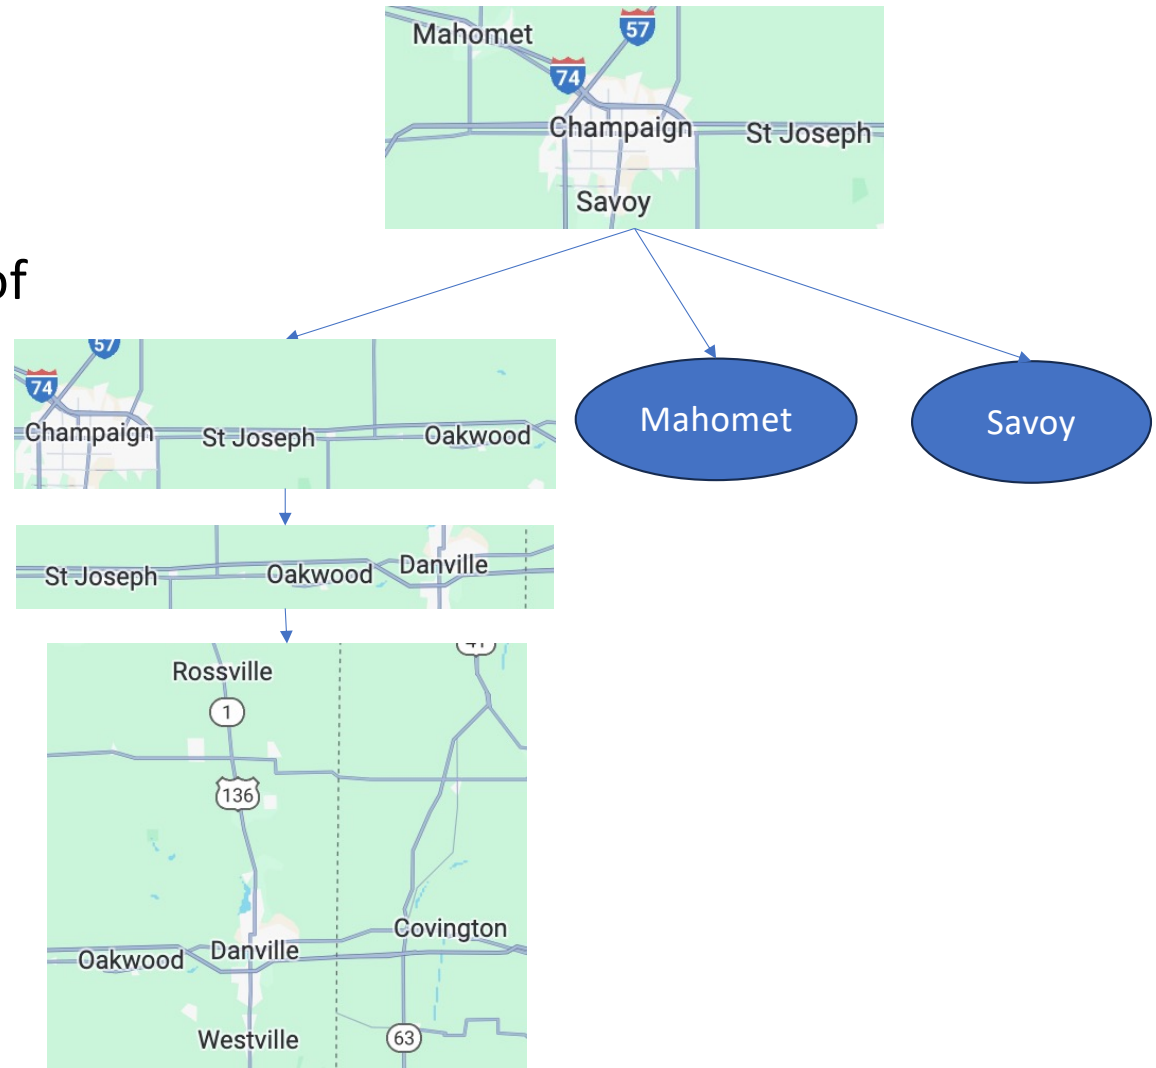 57
Mahomet
74
Champaign
St Joseph
Savoy
of
57
74
Champaign
St Joseph
Oakwood
Mahomet
Savoy
St Joseph
Oakwood
Danville
41
Rossville
1
136
Covington
Danville
Oakwood
Westville
63